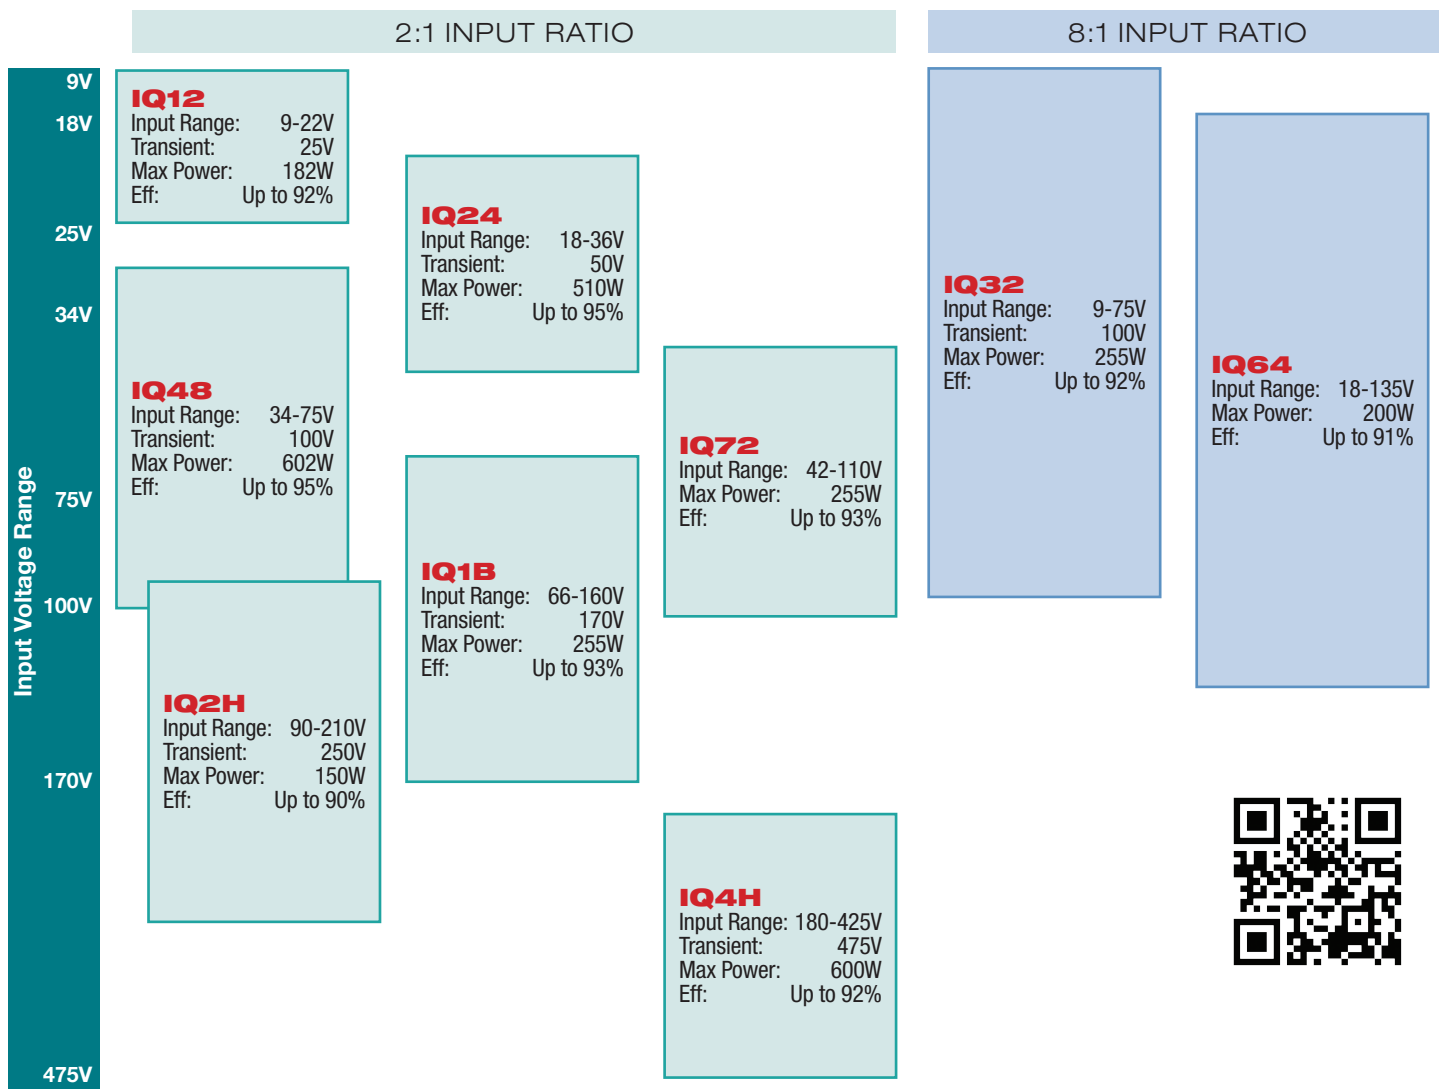 2:1 INPUT RATIO
8:1 INPUT RATIO
Input Voltage Range
9V
18V
25V
34V
75V
100V
170V
475V
IQ12
Input Range: 9-22V
Transient: 25V
Max Power: 182W
Eff: Up to 92%
IQ48
Input Range: 34-75V
Transient: 100V
Max Power: 602W
Eff: Up to 95%
IQ2H
Input Range: 90-210V
Transient: 250V
Max Power: 150W
Eff: Up to 90%
IQ24
Input Range: 18-36V
Transient: 50V
Max Power: 510W
Eff: Up to 95%
IQ1B
Input Range: 66-160V
Transient: 170V
Max Power: 255W
Eff: Up to 93%
IQ72
Input Range: 42-110V
Max Power: 255W
Eff: Up to 93%
IQ4H
Input Range: 180-425V
Transient: 475V
Max Power: 600W
Eff: Up to 92%
IQ32
Input Range: 9-75V
Transient: 100V
Max Power: 255W
Eff: Up to 92%
IQ64
Input Range: 18-135V
Max Power: 200W
Eff: Up to 91%